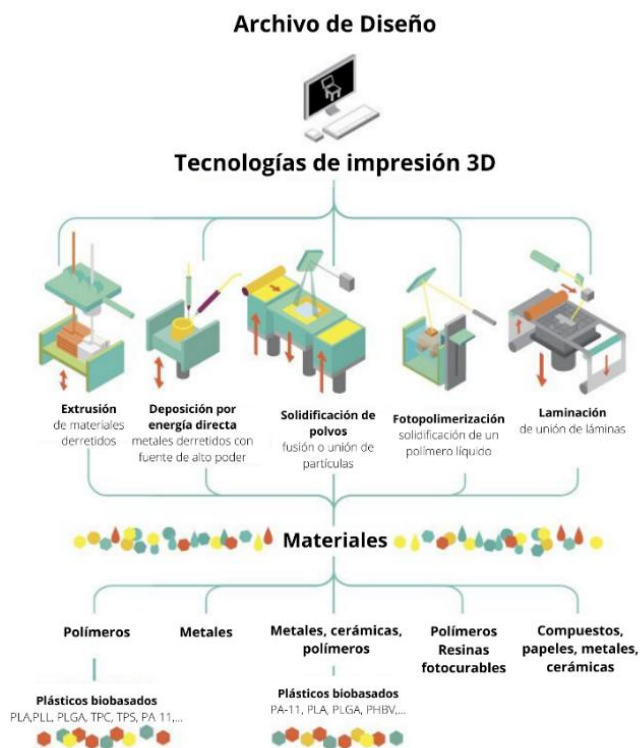 Archivo de Diseño
Tecnologías de impresión 3D
Extrusión
de materiales
derretidos
Deposición por
energía directa
metales derretidos con
fuente de alto poder
Solidificación de
polvos
fusión o unión de
partículas
Fotopolimerización
solidificación de un
polímero líquido
Laminación
de unión de láminas
Materiales
Polímeros
Metales
Metales, cerámicas,
polímeros
Polímeros
Resinas
fotocurables
Compuestos,
papeles, metales,
cerámicas
Plásticos biobasados
PLA,PLL, PLGA, TPC, TPS, PA 11,...
Plásticos biobasados
PA-11, PLA, PLGA, PHBV,...